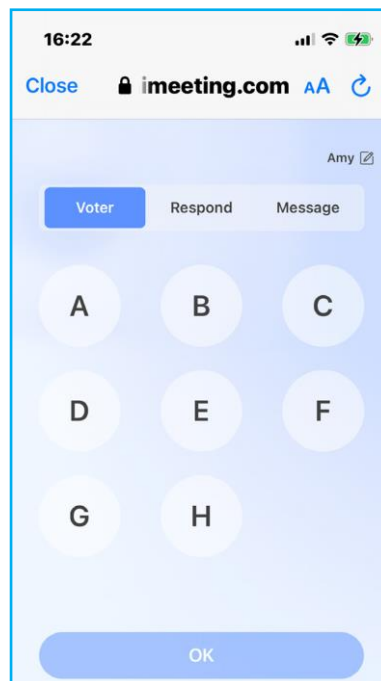 16:22
Close imeeting.com AA
Amy
Voter Respond Message
A B C
D E F
G H
OK